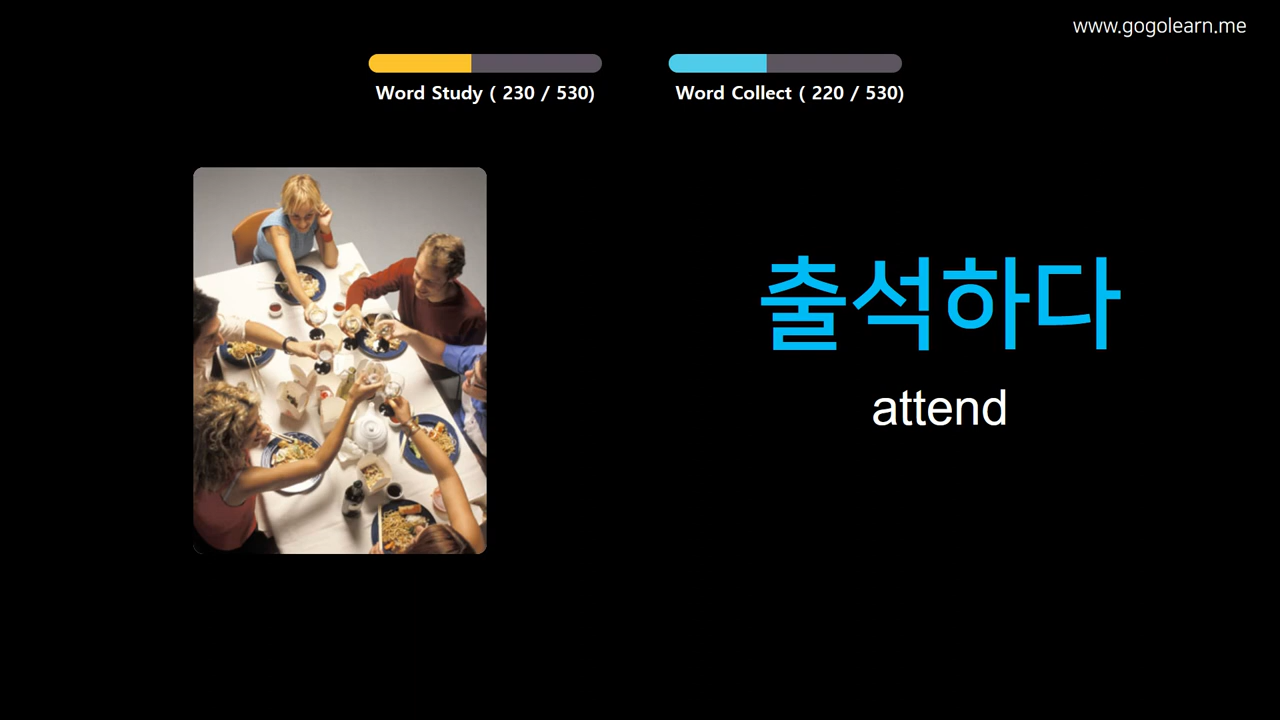 www.gogolearn.me
Word Study ( 230 / 530)
Word Collect ( 220 / 530)
출석하다
attend